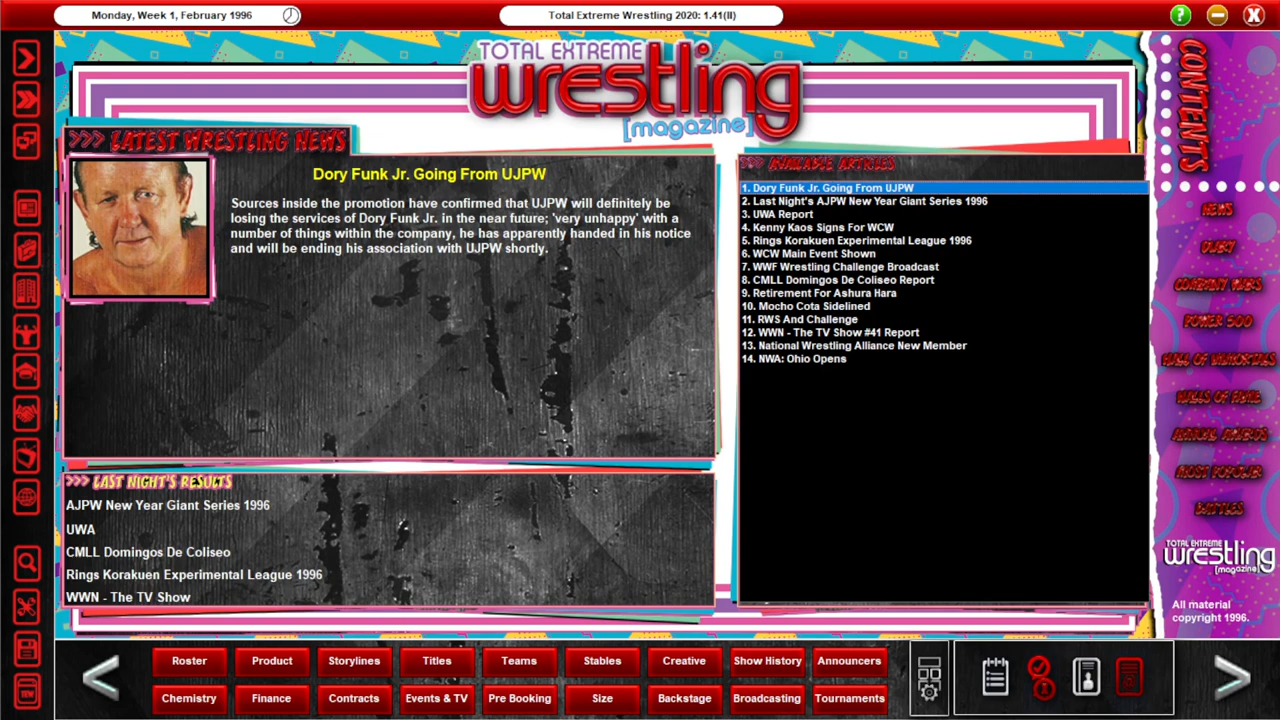 Monday, Week 1, February 1996
Total Extreme Wrestling 2020: 1.41(II)
?
X
TOTAL EXTREME
wrestling
[magazine]
>>> LATEST WRESTLING NEWS
Dory Funk Jr. Going From UJPW
Sources inside the promotion have confirmed that UJPW will definitely be
losing the services of Dory Funk Jr. in the near future; 'very unhappy' with a
number of things within the company, he has apparently handed in his notice
and will be ending his association with UJPW shortly.
>>> LAST NIGHT'S RESULTS
AJPW New Year Giant Series 1996
UWA
CMLL Domingos De Coliseo
Rings Korakuen Experimental League 1996
WWN - The TV Show
>>> AVAILABLE ARTICLES
1. Dory Funk Jr. Going From UJPW
2. Last Night's AJPW New Year Giant Series 1996
3. UWA Report
4. Kenny Kaos Signs For WCW
5. Rings Korakuen Experimental League 1996
6. WCW Main Event Shown
7. WWF Wrestling Challenge Broadcast
8. CMLL Domingos De Coliseo Report
9. Retirement For Ashura Hara
10. Mocho Cota Sidelined
11. RWS And Challenge
12. WWN - The TV Show #41 Report
13. National Wrestling Alliance New Member
14. NWA: Ohio Opens
CONTENTS
NEWS
DIARY
COMPANY WARS
POWER 500
HALL OF IMMORTALS
HALLS OF FAME
ANNUAL AWARDS
MOST POPULAR
BATTLES
TOTAL EXTREME
wrestling
[magazine]
All material
copyright 1996.
Roster
Product
Storylines
Titles
Teams
Stables
Creative
Show History
Announcers
Chemistry
Finance
Contracts
Events & TV
Pre Booking
Size
Backstage
Broadcasting
Tournaments